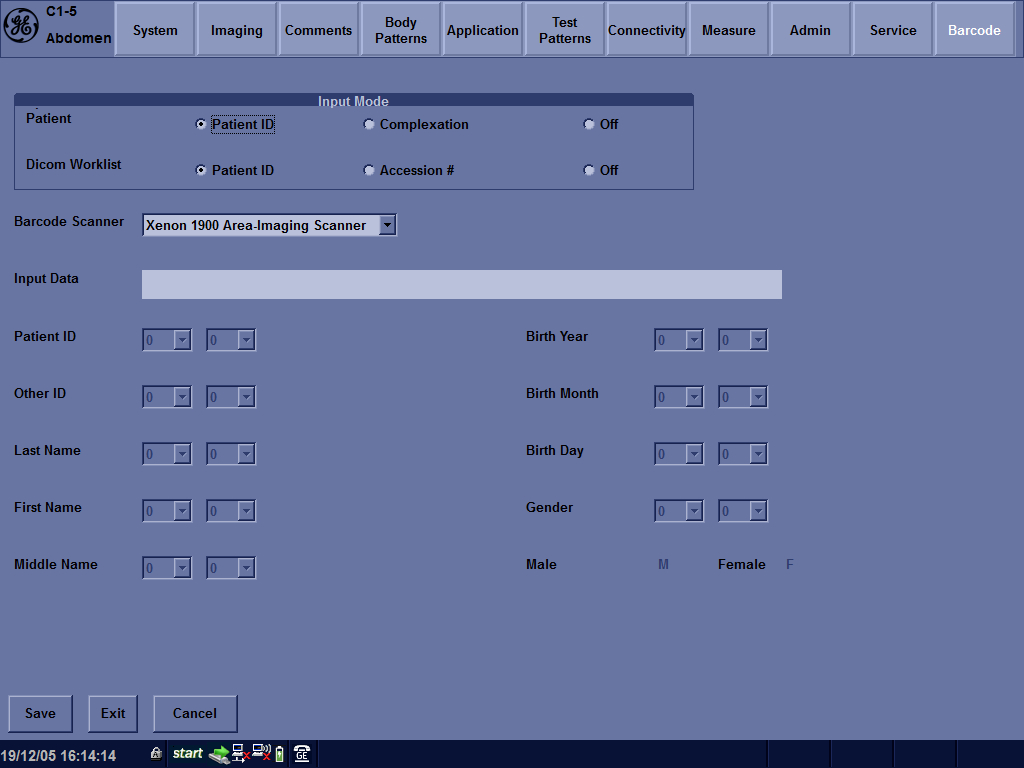 C1-5
Abdomen
System
Imaging
Comments
Body
Patterns
Application
Test
Patterns
Connectivity
Measure
Admin
Service
Barcode
Input Mode
Patient
Patient ID
Complexation
Off
Dicom Worklist
Patient ID
Accession #
Off
Barcode Scanner
Xenon 1900 Area-Imaging Scanner
Input Data
Patient ID
0
0
Birth Year
0
0
Other ID
0
0
Birth Month
0
0
Last Name
0
0
Birth Day
0
0
First Name
0
0
Gender
0
0
Middle Name
0
0
Male
M
Female
F
Save
Exit
Cancel
19/12/05 16:14:14
start
GE